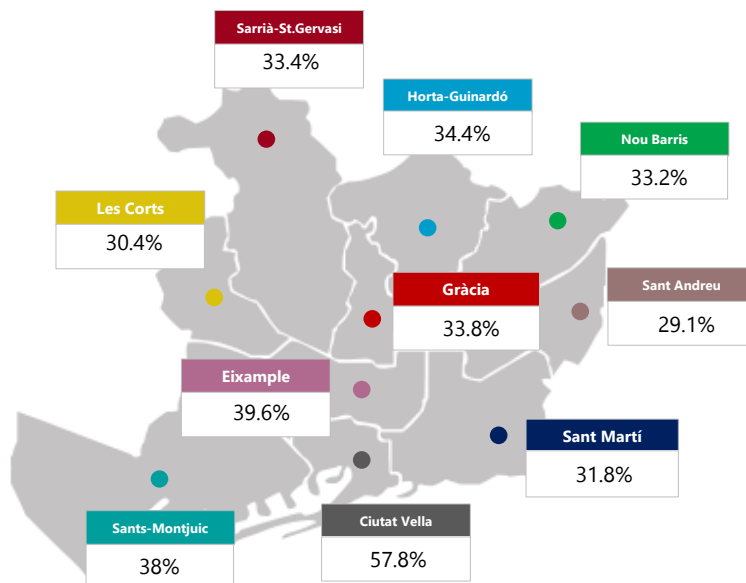 Sarrià-St.Gervasi
33.4%
Horta-Guinardó
34.4%
Nou Barris
33.2%
Les Corts
30.4%
Gràcia
33.8%
Sant Andreu
29.1%
Eixample
39.6%
Sant Martí
31.8%
Sants-Montjuic
38%
Ciutat Vella
57.8%